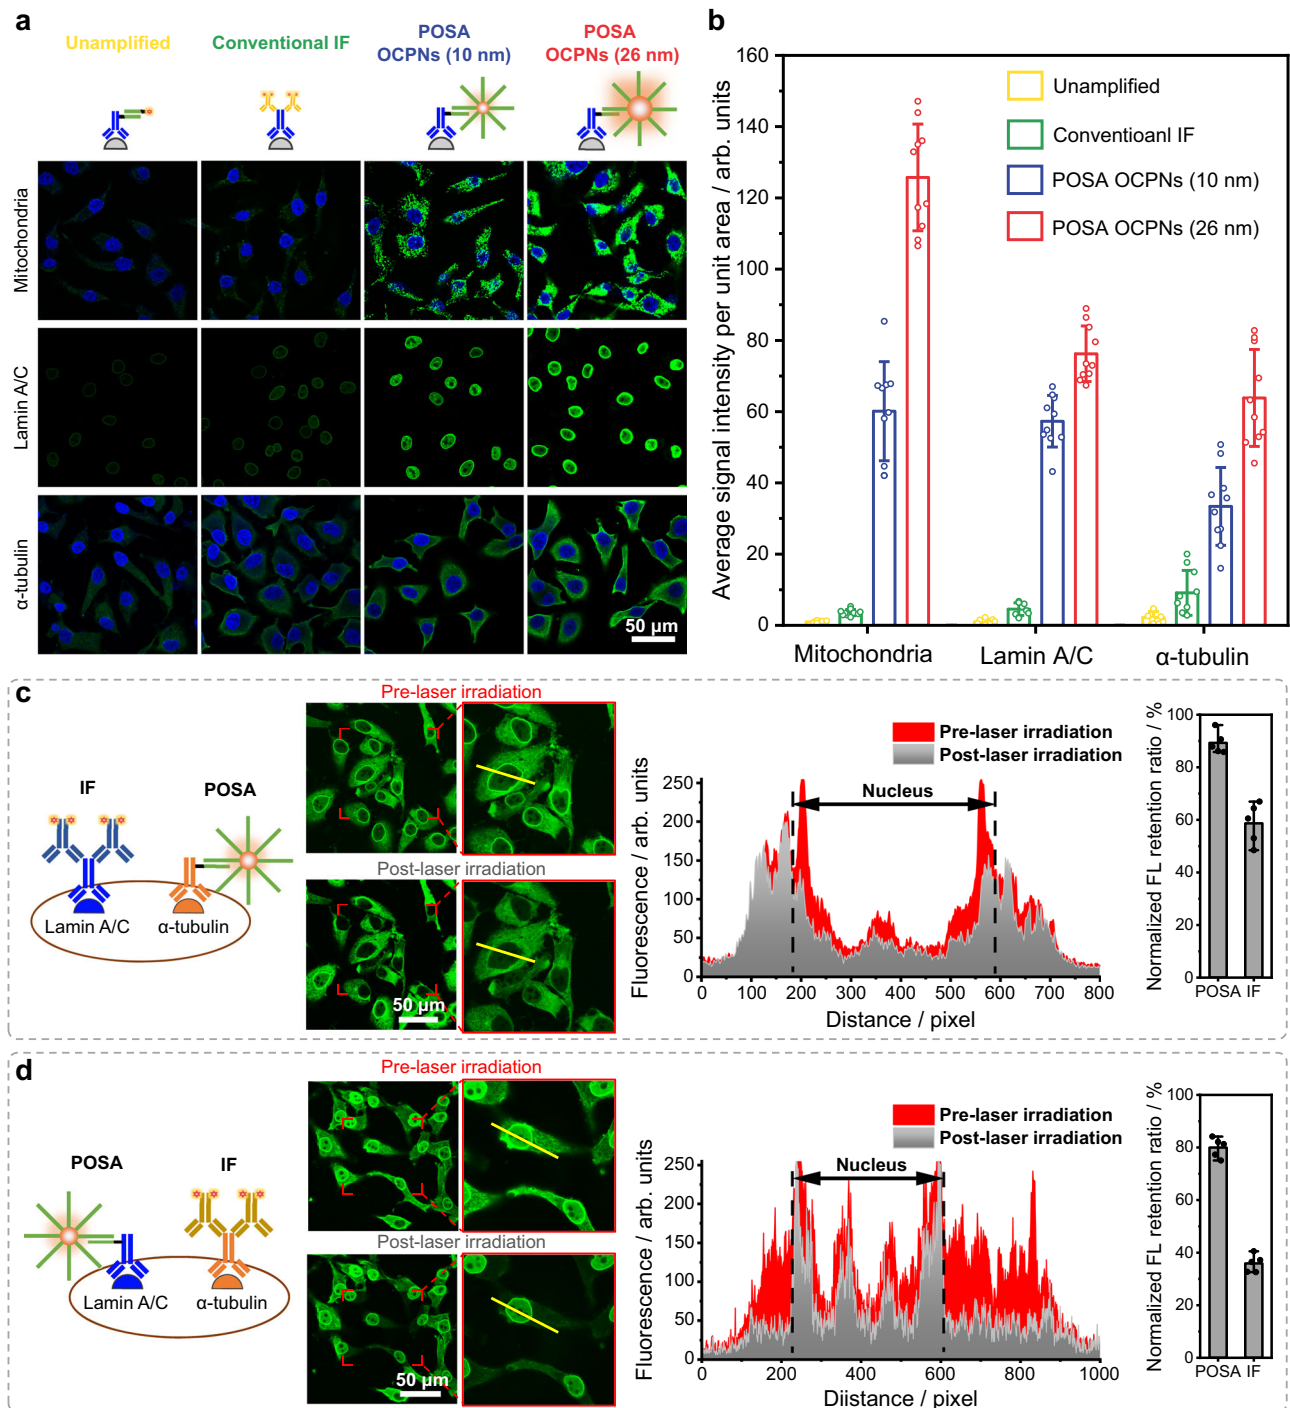 a
Unamplified
Conventional IF
POSA
OCPNs (10 nm)
POSA
OCPNs (26 nm)
Mitochondria
Lamin A/C
α-tubulin
50 μm
b
Average signal intensity per unit area / arb. units
160
140
120
100
80
60
40
20
0
Unamplified
Conventioanl IF
POSA OCPNs (10 nm)
POSA OCPNs (26 nm)
Mitochondria
Lamin A/C
α-tubulin
c
IF
POSA
Lamin A/C
α-tubulin
Pre-laser irradiation
Post-laser irradiation
50 μm
Pre-laser irradiation
Post-laser irradiation
Nucleus
Fluorescence / arb. units
250
200
150
100
50
0
0 100 200 300 400 500 600 700 800
Distance / pixel
Normalized FL retention ratio / %
100
80
60
40
20
0
POSA IF
d
POSA
IF
Lamin A/C
α-tubulin
Pre-laser irradiation
Post-laser irradiation
50 μm
Pre-laser irradiation
Post-laser irradiation
Nucleus
Fluorescence / arb. units
250
200
150
100
50
0
0 200 400 600 800 1000
Diistance / pixel
Normalized FL retention ratio / %
100
80
60
40
20
0
POSA IF